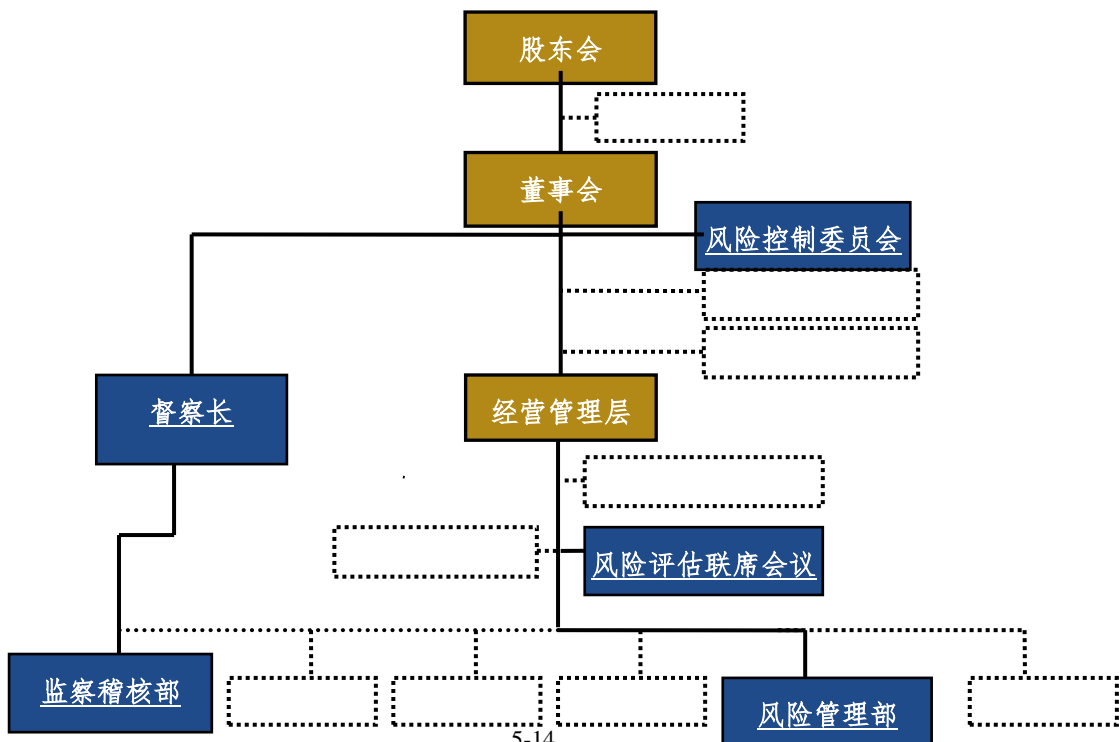 股东会
董事会
风险控制委员会
督察长
经营管理层
风险评估联席会议
监察稽核部
风险管理部
5-14